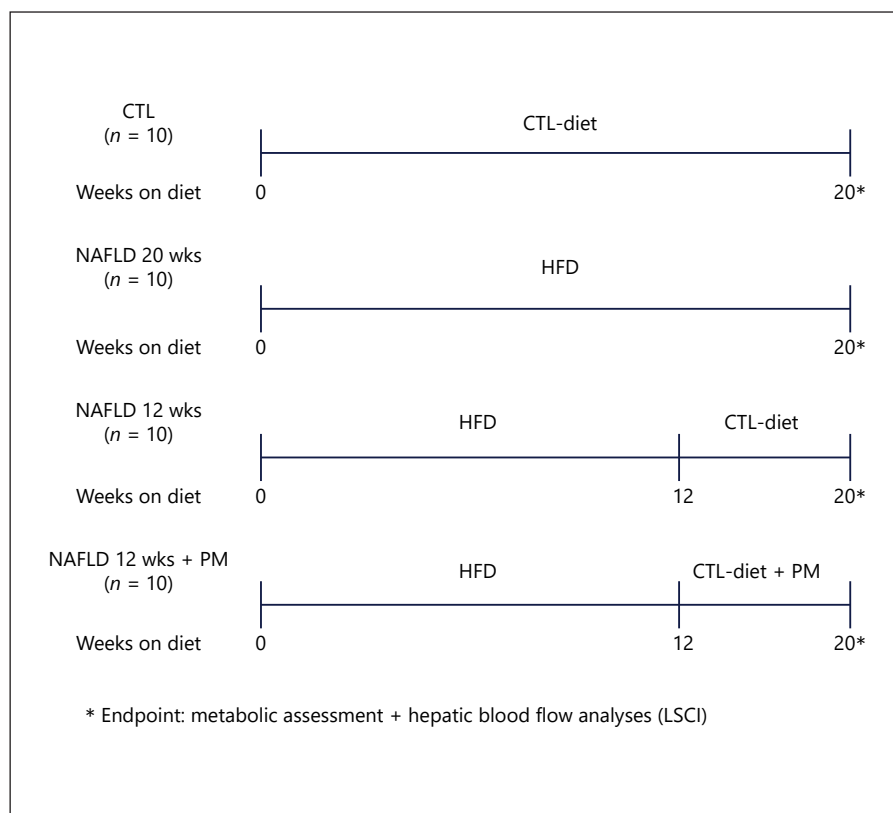 CTL
(n = 10)
CTL-diet
Weeks on diet
0
20*
NAFLD 20 wks
(n = 10)
HFD
Weeks on diet
0
20*
NAFLD 12 wks
(n = 10)
HFD
CTL-diet
Weeks on diet
0
12
20*
NAFLD 12 wks + PM
(n = 10)
HFD
CTL-diet + PM
Weeks on diet
0
12
20*
* Endpoint: metabolic assessment + hepatic blood flow analyses (LSCI)